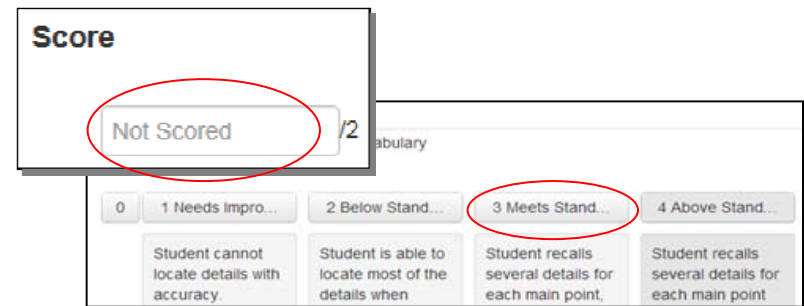 Score
Not Scored /2
abulary
0 1 Needs Impro... 2 Below Stand... 3 Meets Stand... 4 Above Stand...
Student cannot Student is able to Student recalls Student recalls
locate details with locate most of the several details for several details for
accuracy. details when each main point, each main point